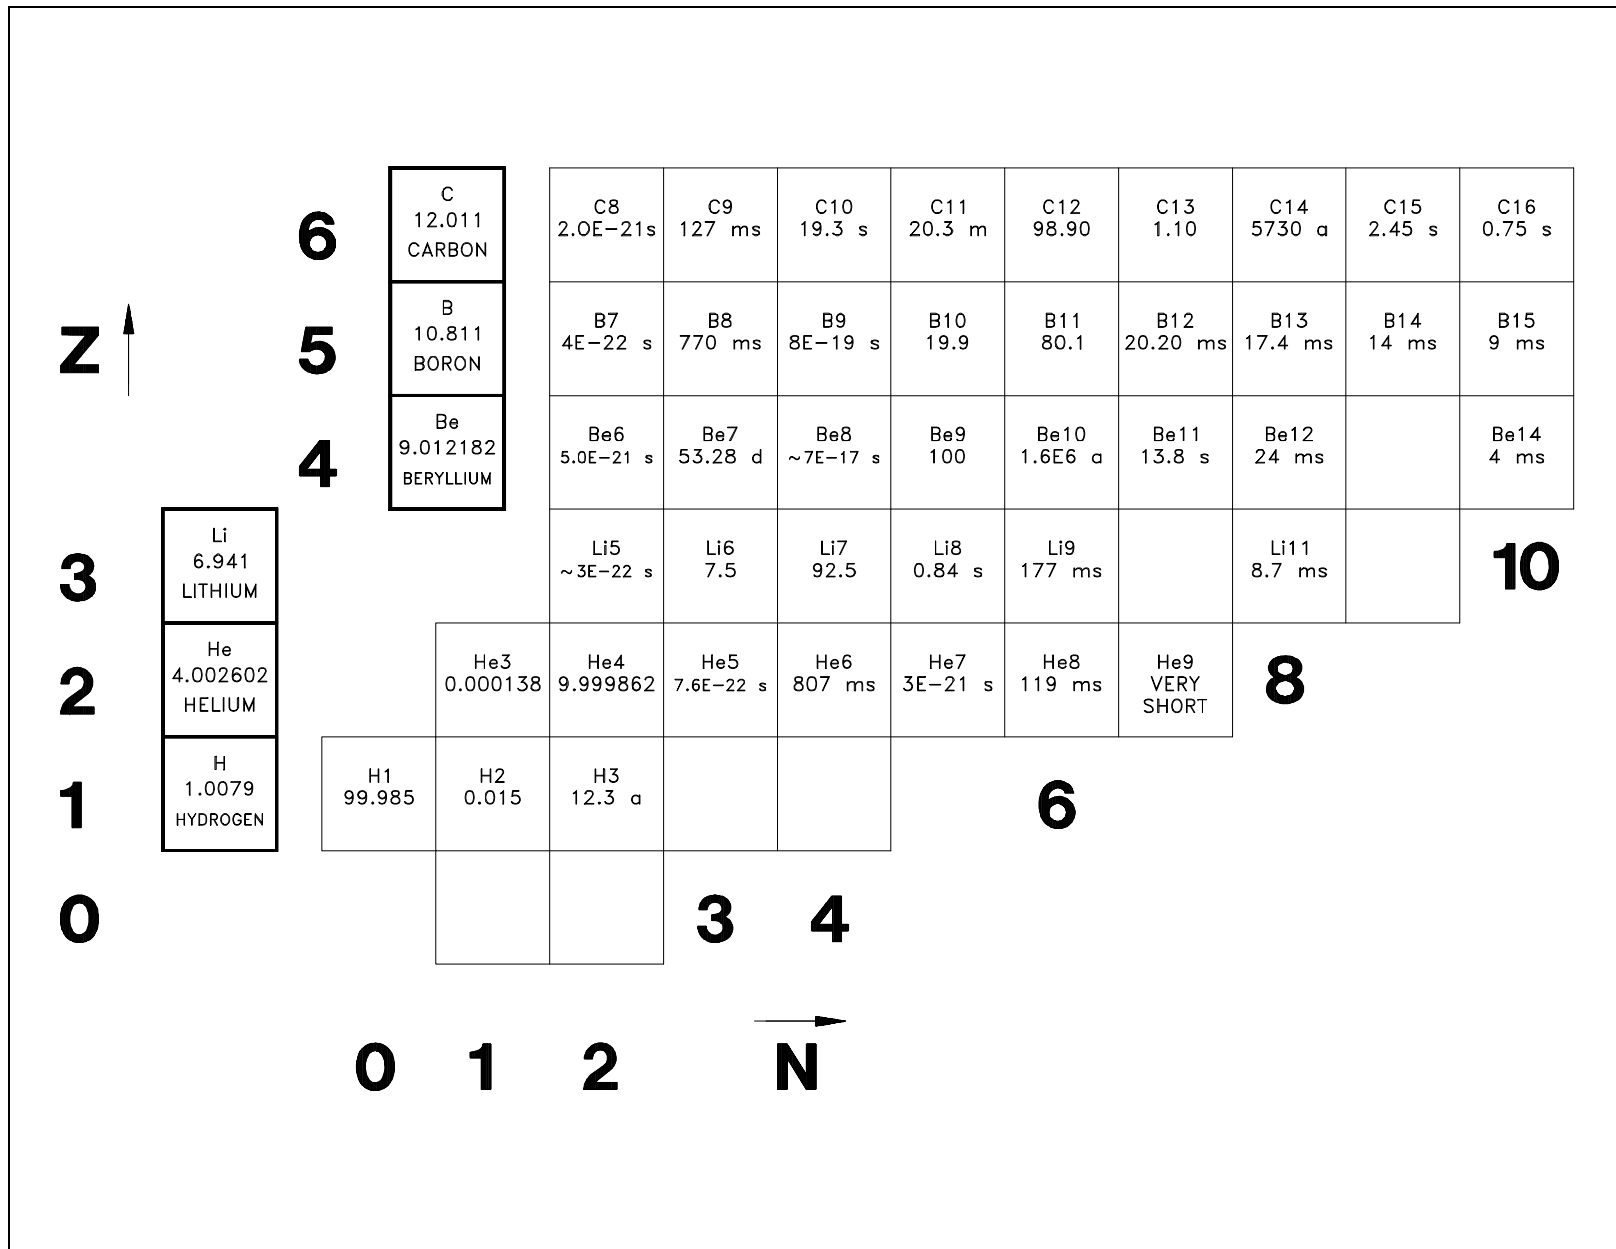 C
12.011
CARBON
6
C8
2.0E-21s
C9
127 ms
C10
19.3 s
C11
20.3 m
C12
98.90
C13
1.10
C14
5730 a
C15
2.45 s
C16
0.75 s
Z
5
B
10.811
BORON
B7
4E-22 s
B8
770 ms
B9
8E-19 s
B10
19.9
B11
80.1
B12
20.20 ms
B13
17.4 ms
B14
14 ms
B15
9 ms
4
Be
9.012182
BERYLLIUM
Be6
5.0E-21 s
Be7
53.28 d
Be8
~7E-17 s
Be9
100
Be10
1.6E6 a
Be11
13.8 s
Be12
24 ms
Be14
4 ms
3
Li
6.941
LITHIUM
Li5
~3E-22 s
Li6
7.5
Li7
92.5
Li8
0.84 s
Li9
177 ms
Li11
8.7 ms
10
2
He
4.002602
HELIUM
He3
0.000138
He4
9.999862
He5
7.6E-22 s
He6
807 ms
He7
3E-21 s
He8
119 ms
He9
VERY
SHORT
8
1
H
1.0079
HYDROGEN
H1
99.985
H2
0.015
H3
12.3 a
6
0
3
4
0
1
2
N